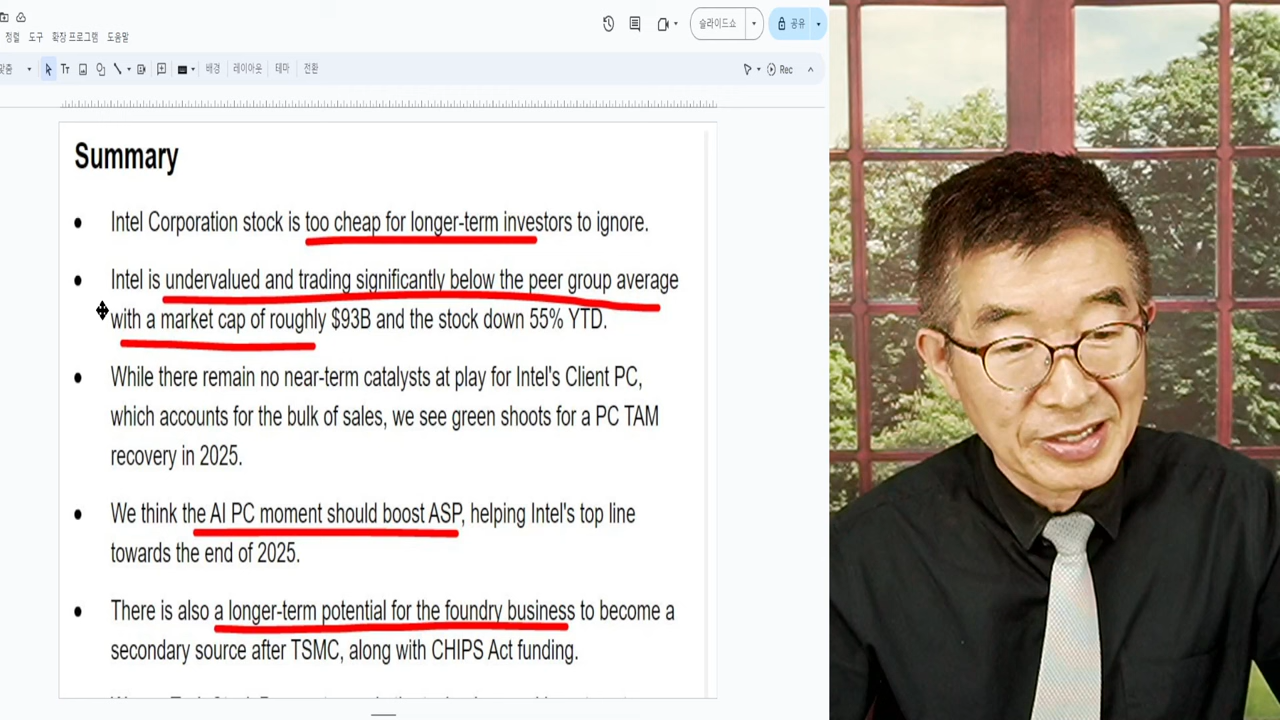 정렬 도구 확장 프로그램 도움말
슬라이드쇼
공유
맞춤
배경 레이아웃 테마 전환
Rec
Summary
Intel Corporation stock is too cheap for longer-term investors to ignore.
Intel is undervalued and trading significantly below the peer group average
with a market cap of roughly $93B and the stock down 55% YTD.
While there remain no near-term catalysts at play for Intel's Client PC,
which accounts for the bulk of sales, we see green shoots for a PC TAM
recovery in 2025.
We think the AI PC moment should boost ASP, helping Intel's top line
towards the end of 2025.
There is also a longer-term potential for the foundry business to become a
secondary source after TSMC, along with CHIPS Act funding.